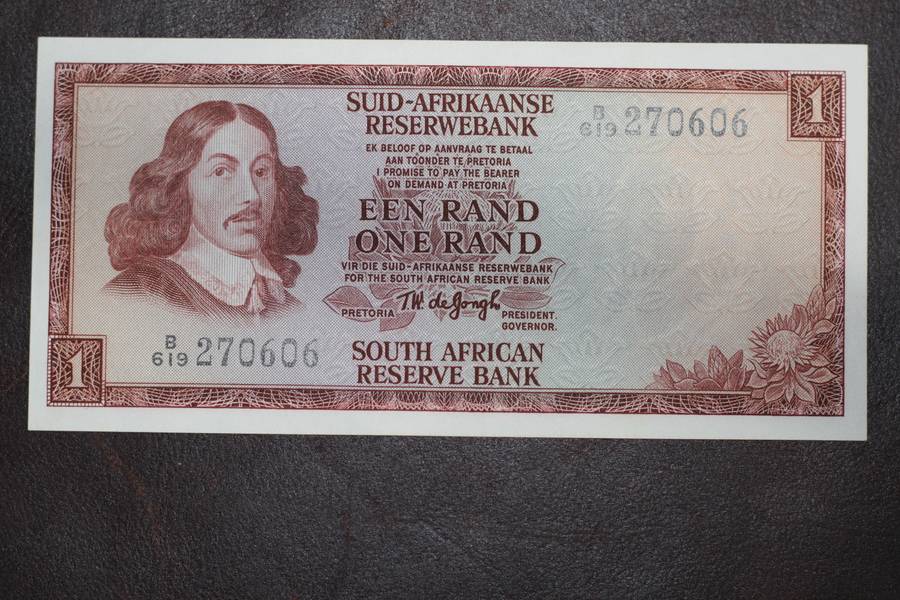 1
SUID-AFRIKAANSE
RESERWEBANK
B
619 270606
EK BELOOF OP AANVRAAG TE BETAAL
AAN TOONDER TE PRETORIA
I PROMISE TO PAY THE BEARER
ON DEMAND AT PRETORIA
EEN RAND
ONE RAND
VIR DIE SUID-AFRIKAANSE RESERWEBANK
FOR THE SOUTH AFRICAN RESERVE BANK
T.W. de Jongh
PRETORIA PRESIDENT.
GOVERNOR.
B
619 270606
SOUTH AFRICAN
RESERVE BANK
1